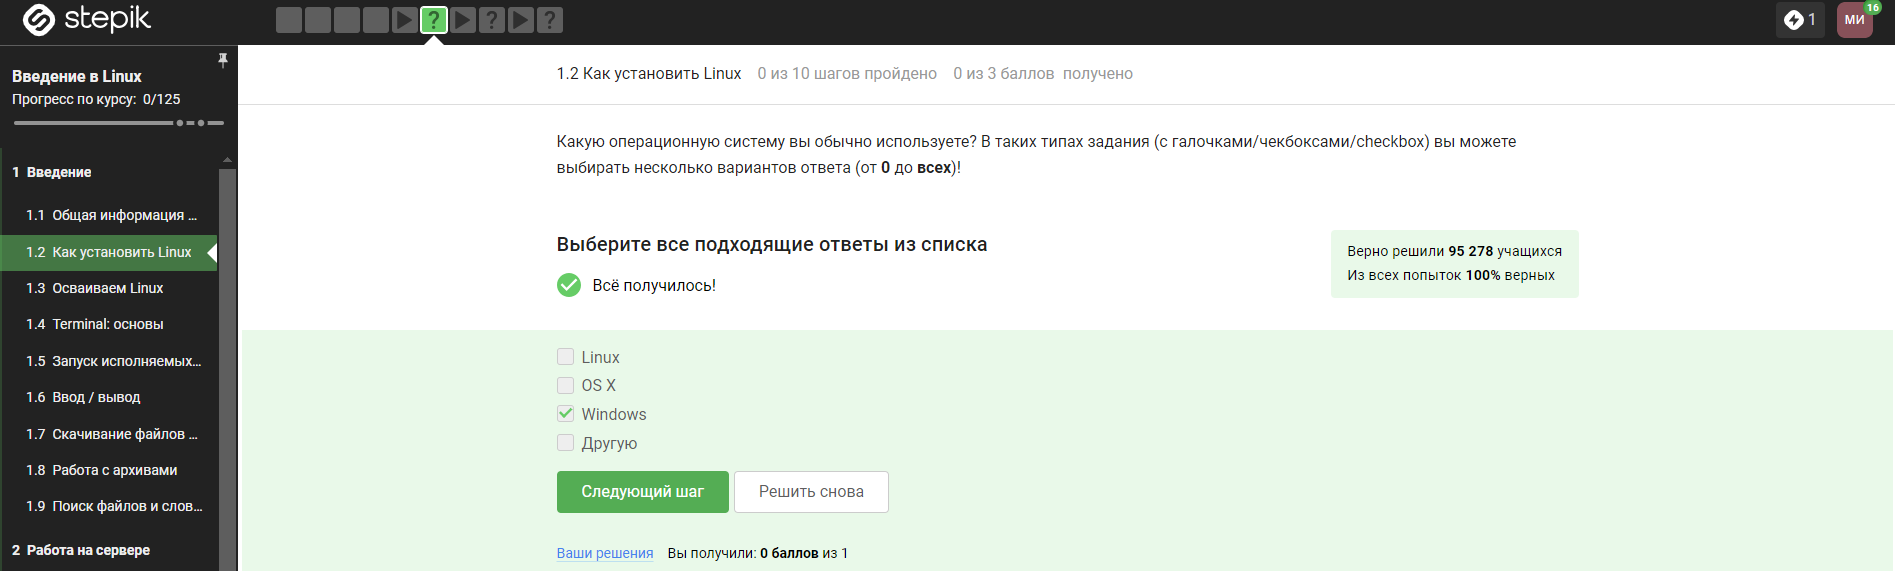 stepik
?
?
?
1
МИ
16
Введение в Linux
Прогресс по курсу: 0/125
1 Введение
1.1 Общая информация ...
1.2 Как установить Linux
1.3 Осваиваем Linux
1.4 Terminal: основы
1.5 Запуск исполняемых...
1.6 Ввод / вывод
1.7 Скачивание файлов ...
1.8 Работа с архивами
1.9 Поиск файлов и слов...
2 Работа на сервере
1.2 Как установить Linux 0 из 10 шагов пройдено 0 из 3 баллов получено
Какую операционную систему вы обычно используете? В таких типах задания (с галочками/чекбоксами/checkbox) вы можете
выбирать несколько вариантов ответа (от 0 до всех)!
Выберите все подходящие ответы из списка
Всё получилось!
Верно решили 95 278 учащихся
Из всех попыток 100% верных
Linux
OS X
Windows
Другую
Следующий шаг
Решить снова
Ваши решения Вы получили: 0 баллов из 1